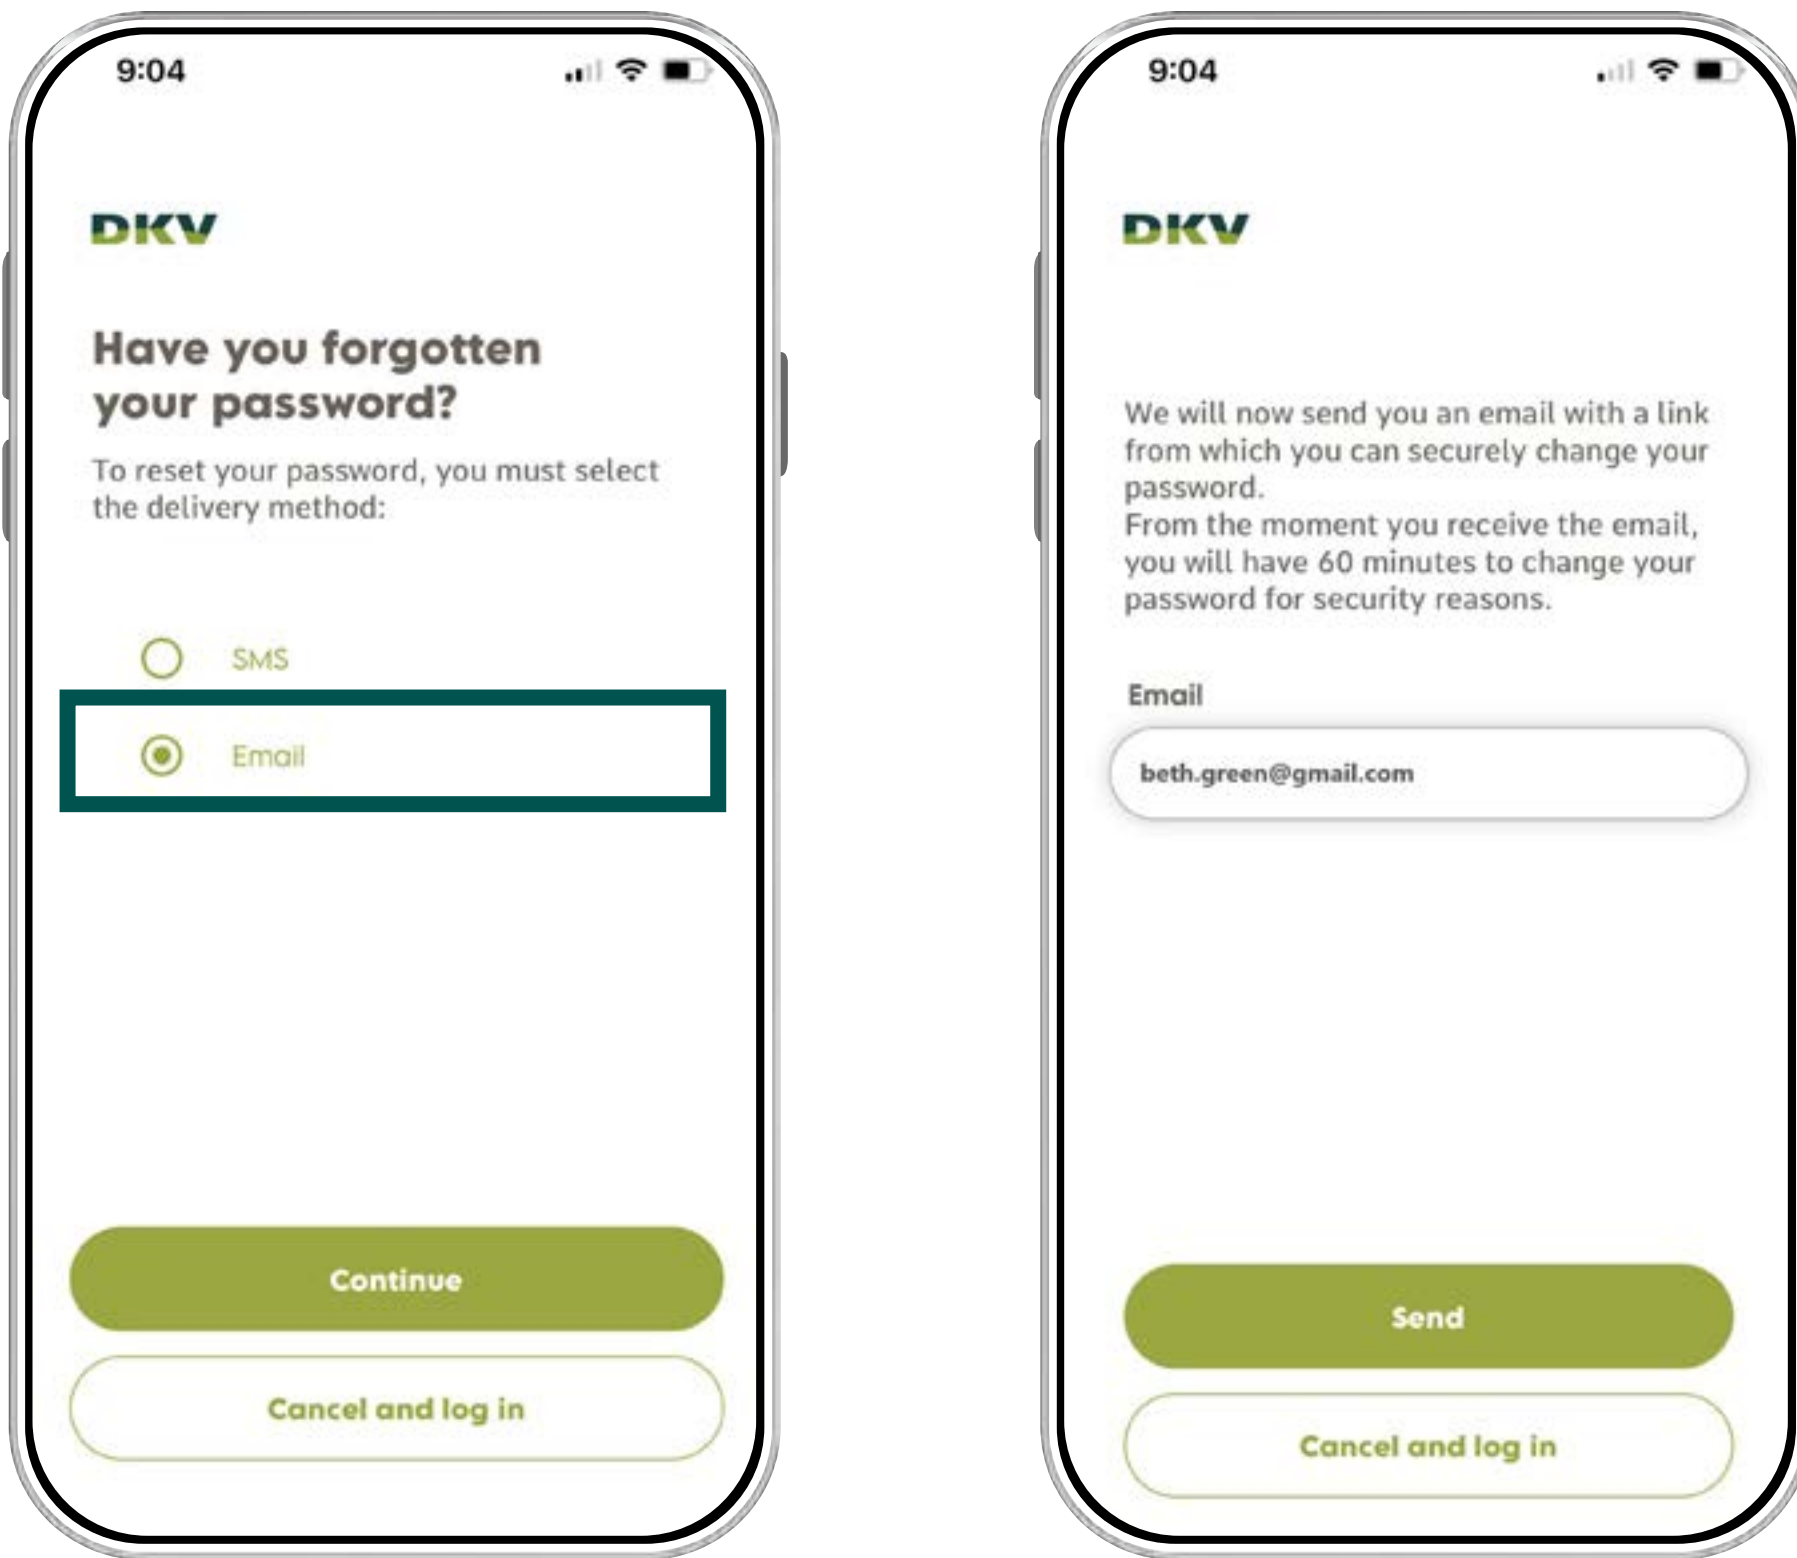 9:04
DKV
Have you forgotten
your password?
To reset your password, you must select
the delivery method:
SMS
Email
Continue
Cancel and log in
9:04
DKV
We will now send you an email with a link
from which you can securely change your
password.
From the moment you receive the email,
you will have 60 minutes to change your
password for security reasons.
Email
beth.green@gmail.com
Send
Cancel and log in